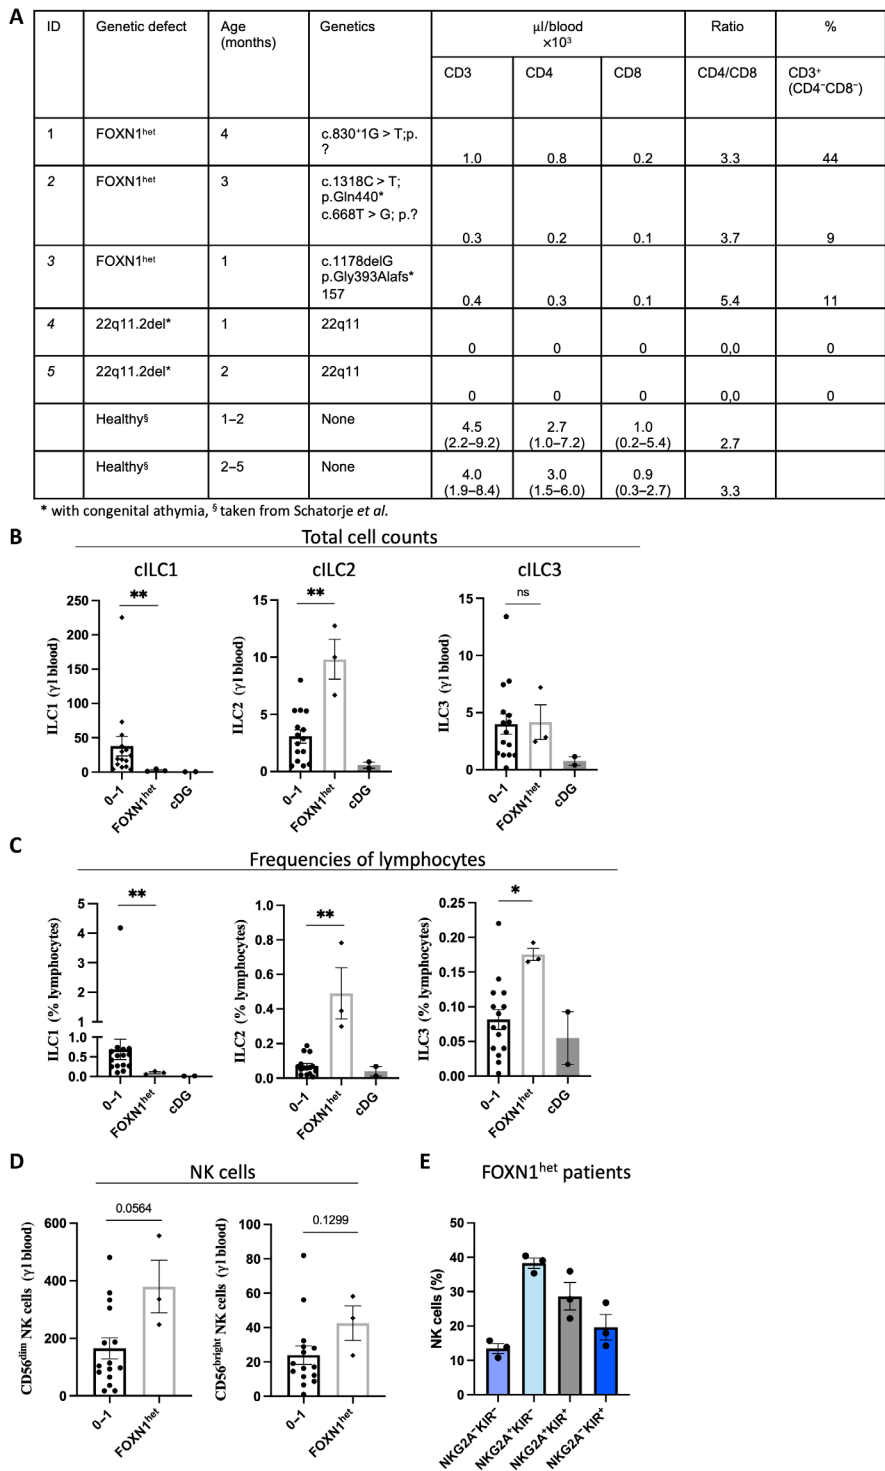 A
ID Genetic defect Age (months) Genetics µl/blood ×10³ Ratio %
CD3 CD4 CD8 CD4/CD8 CD3⁺ (CD4⁻CD8⁻)
1 FOXN1ʰᵉᵗ 4 c.830⁺1G > T;p. ? 1.0 0.8 0.2 3.3 44
2 FOXN1ʰᵉᵗ 3 c.1318C > T; p.Gln440* c.668T > G; p.? 0.3 0.2 0.1 3.7 9
3 FOXN1ʰᵉᵗ 1 c.1178delG p.Gly393Alafs* 157 0.4 0.3 0.1 5.4 11
4 22q11.2del* 1 22q11 0 0 0 0,0 0
5 22q11.2del* 2 22q11 0 0 0 0,0 0
Healthy§ 1–2 None 4.5 (2.2–9.2) 2.7 (1.0–7.2) 1.0 (0.2–5.4) 2.7
Healthy§ 2–5 None 4.0 (1.9–8.4) 3.0 (1.5–6.0) 0.9 (0.3–2.7) 3.3
* with congenital athymia, § taken from Schatorje et al.
B
Total cell counts
cILC1
cILC2
cILC3
ILC1 (γl blood)
250
200
150
100
50
0
**
0–1
FOXN1ʰᵉᵗ
cDG
ILC2 (γl blood)
15
10
5
0
**
0–1
FOXN1ʰᵉᵗ
cDG
ILC3 (γl blood)
15
10
5
0
ns
0–1
FOXN1ʰᵉᵗ
cDG
C
Frequencies of lymphocytes
ILC1 (% lymphocytes)
5
4
3
2
1
1.0
0.5
0.0
**
0–1
FOXN1ʰᵉᵗ
cDG
ILC2 (% lymphocytes)
1.0
0.8
0.6
0.4
0.2
0.0
**
0–1
FOXN1ʰᵉᵗ
cDG
ILC3 (% lymphocytes)
0.25
0.20
0.15
0.10
0.05
0.00
*
0–1
FOXN1ʰᵉᵗ
cDG
D
NK cells
CD56ᵈⁱᵐ NK cells (γl blood)
600
400
200
0
0.0564
0–1
FOXN1ʰᵉᵗ
CD56ᵇʳⁱᵍʰᵗ NK cells (γl blood)
100
80
60
40
20
0
0.1299
0–1
FOXN1ʰᵉᵗ
E
FOXN1ʰᵉᵗ patients
NK cells (%)
50
40
30
20
10
0
NKG2A⁻KIR⁻
NKG2A⁺KIR⁻
NKG2A⁺KIR⁺
NKG2A⁻KIR⁺